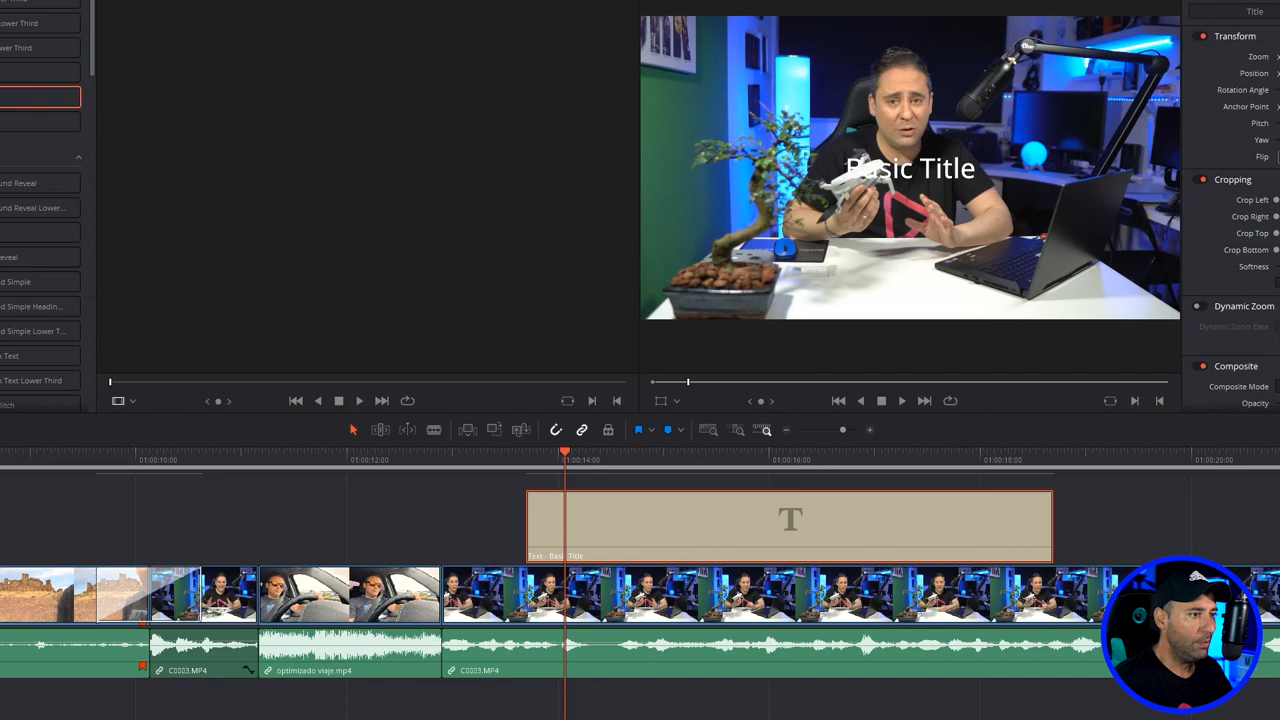 ower Third
wer Third
und Reveal
und Reveal Lower...
eveal
d Simple
d Simple Headin...
d Simple Lower T...
x Text
x Text Lower Third
litch
Basic Title
Title
Transform
Zoom
Position
Rotation Angle
Anchor Point
Pitch
Yaw
Flip
Cropping
Crop Left
Crop Right
Crop Top
Crop Bottom
Softness
Dynamic Zoom
Dynamic Zoom Ease
Composite
Composite Mode
Opacity
01:00:10:00
01:00:12:00
01:00:14:00
01:00:16:00
01:00:18:00
01:00:20:00
T
Text - Basic Title
C0003.MP4
optimizado viaje.mp4
C0003.MP4